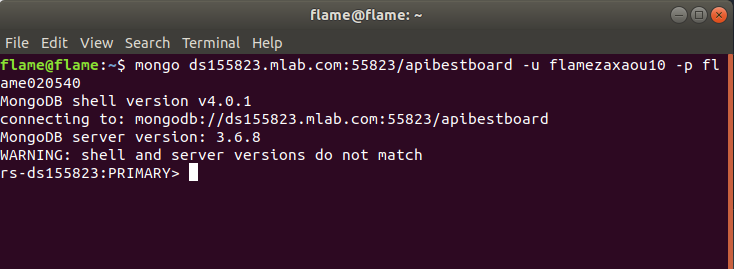 flame@flame: ~
File Edit View Search Terminal Help
flame@flame:~$ mongo ds155823.mlab.com:55823/apibestboard -u flamezaxaou10 -p fl
ame020540
MongoDB shell version v4.0.1
connecting to: mongodb://ds155823.mlab.com:55823/apibestboard
MongoDB server version: 3.6.8
WARNING: shell and server versions do not match
rs-ds155823:PRIMARY>